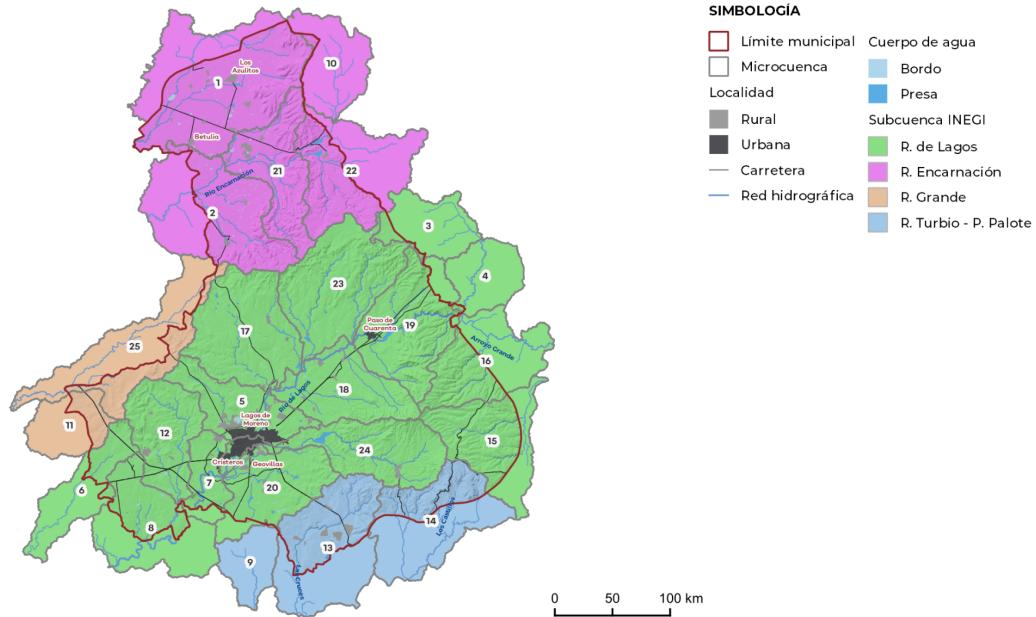 SIMBOLOGÍA
Límite municipal
Microcuenca
Localidad
Rural
Urbana
Carretera
Red hidrográfica
Cuerpo de agua
Bordo
Presa
Subcuenca INEGI
R. de Lagos
R. Encarnación
R. Grande
R. Turbio - P. Palote
10
Los
Azulitos
1
Betulia
21
22
Río Encarnación
2
3
4
23
Paso de
Cuarenta
19
17
Arroyo Grande
25
16
18
Río de Lagos
5
Lagos de
Moreno
11
12
15
24
Cristeros
Geovillas
6
7
20
8
14
13
9
Las Cruces
0
50
100 km